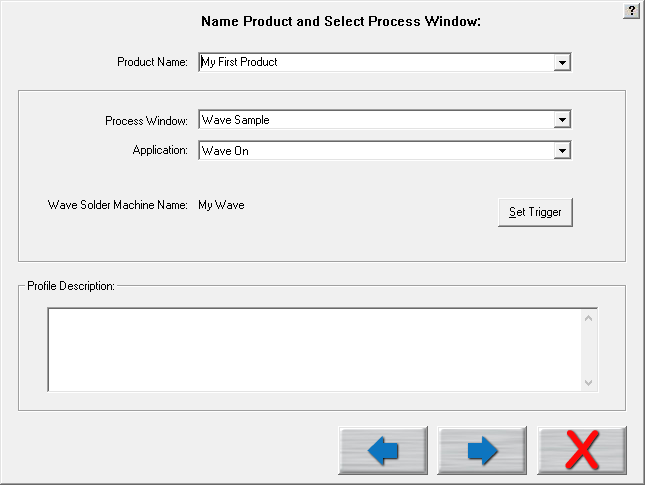 ?
Name Product and Select Process Window:
Product Name: My First Product
Process Window: Wave Sample
Application: Wave On
Wave Solder Machine Name: My Wave
Set Trigger
Profile Description: